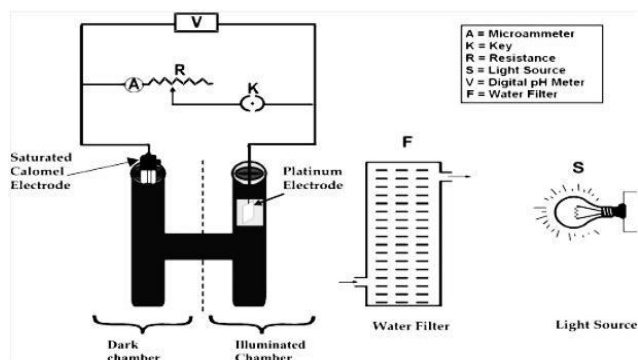 V
A = Microammeter
K = Key
R = Resistance
S = Light Source
V = Digital pH Meter
F = Water Filter
R
A
K
Saturated
Calomel
Electrode
Platinum
Electrode
F
S
Dark
chamber
Illuminated
Chamber
Water Filter
Light Source